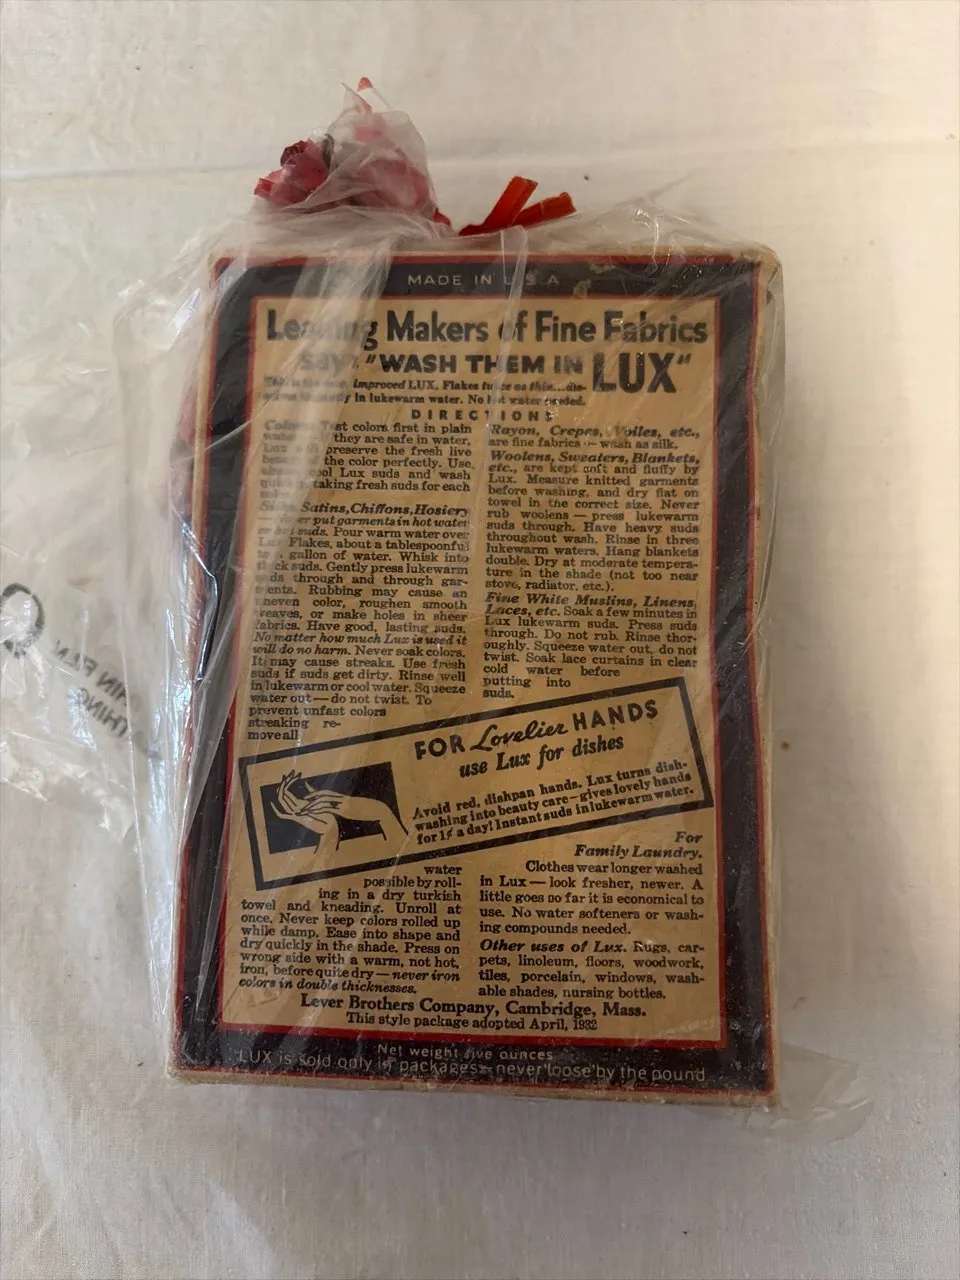 MADE IN U.S.A
Leading Makers of Fine Fabrics
say: "WASH THEM IN LUX"
improved LUX. Flakes twice as thin...dis-
in lukewarm water. No hot water needed.
DIRECTIONS
Test colors first in plain
they are safe in water,
preserve the fresh live
the color perfectly. Use
cool Lux suds and wash
taking fresh suds for each
Satins, Chiffons, Hosiery
— never put garments in hot water
or hot suds. Pour warm water over
Lux Flakes, about a tablespoonful
to a gallon of water. Whisk into
thick suds. Gently press lukewarm
suds through and through gar-
ments. Rubbing may cause an
uneven color, roughen smooth
weaves, or make holes in sheer
fabrics. Have good, lasting suds.
No matter how much Lux is used it
will do no harm. Never soak colors.
It may cause streaks. Use fresh
suds if suds get dirty. Rinse well
in lukewarm or cool water. Squeeze
water out — do not twist. To
prevent unfast colors
streaking re-
move all
water
possible by roll-
ing in a dry turkish
towel and kneading. Unroll at
once. Never keep colors rolled up
while damp. Ease into shape and
dry quickly in the shade. Press on
wrong side with a warm, not hot,
iron, before quite dry — never iron
colors in double thicknesses.
Rayon, Crepes, Voiles, etc.,
are fine fabrics — wash as silk.
Woolens, Sweaters, Blankets,
etc., are kept soft and fluffy by
Lux. Measure knitted garments
before washing, and dry flat on
towel in the correct size. Never
rub woolens — press lukewarm
suds through. Have heavy suds
throughout wash. Rinse in three
lukewarm waters. Hang blankets
double. Dry at moderate tempera-
ture in the shade (not too near
stove, radiator, etc.).
Fine White Muslins, Linens,
Laces, etc. Soak a few minutes in
Lux lukewarm suds. Press suds
through. Do not rub. Rinse thor-
oughly. Squeeze water out, do not
twist. Soak lace curtains in clear
cold water before
putting into
suds.
FOR Lovelier HANDS
use Lux for dishes
Avoid red, dishpan hands. Lux turns dish-
washing into beauty care — gives lovely hands
for 1¢ a day! Instant suds in lukewarm water.
For
Family Laundry.
Clothes wear longer washed
in Lux — look fresher, newer. A
little goes so far it is economical to
use. No water softeners or wash-
ing compounds needed.
Other uses of Lux. Rugs, car-
pets, linoleum, floors, woodwork,
tiles, porcelain, windows, wash-
able shades, nursing bottles.
Lever Brothers Company, Cambridge, Mass.
This style package adopted April, 1932
Net weight five ounces
LUX is sold only in packages — never loose by the pound